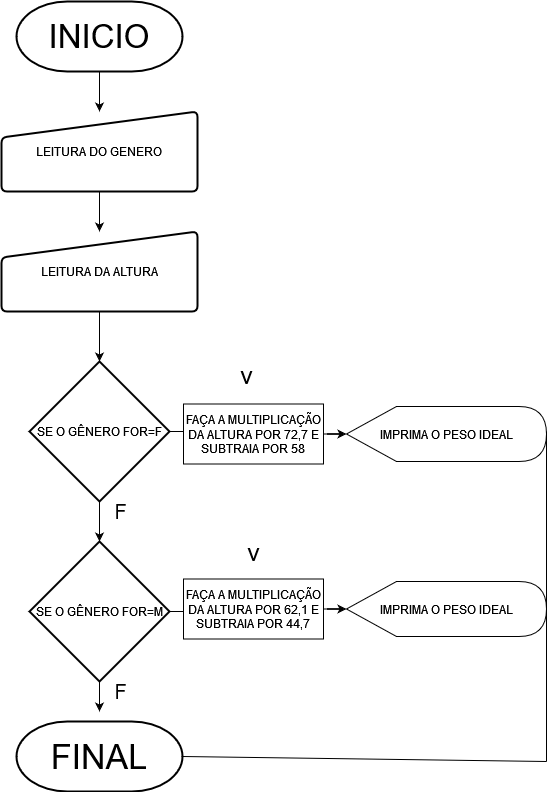 INICIO
LEITURA DO GENERO
LEITURA DA ALTURA
V
SE O GÊNERO FOR=F
FAÇA A MULTIPLICAÇÃO
DA ALTURA POR 72,7 E
SUBTRAIA POR 58
IMPRIMA O PESO IDEAL
F
V
SE O GÊNERO FOR=M
FAÇA A MULTIPLICAÇÃO
DA ALTURA POR 62,1 E
SUBTRAIA POR 44,7
IMPRIMA O PESO IDEAL
F
FINAL